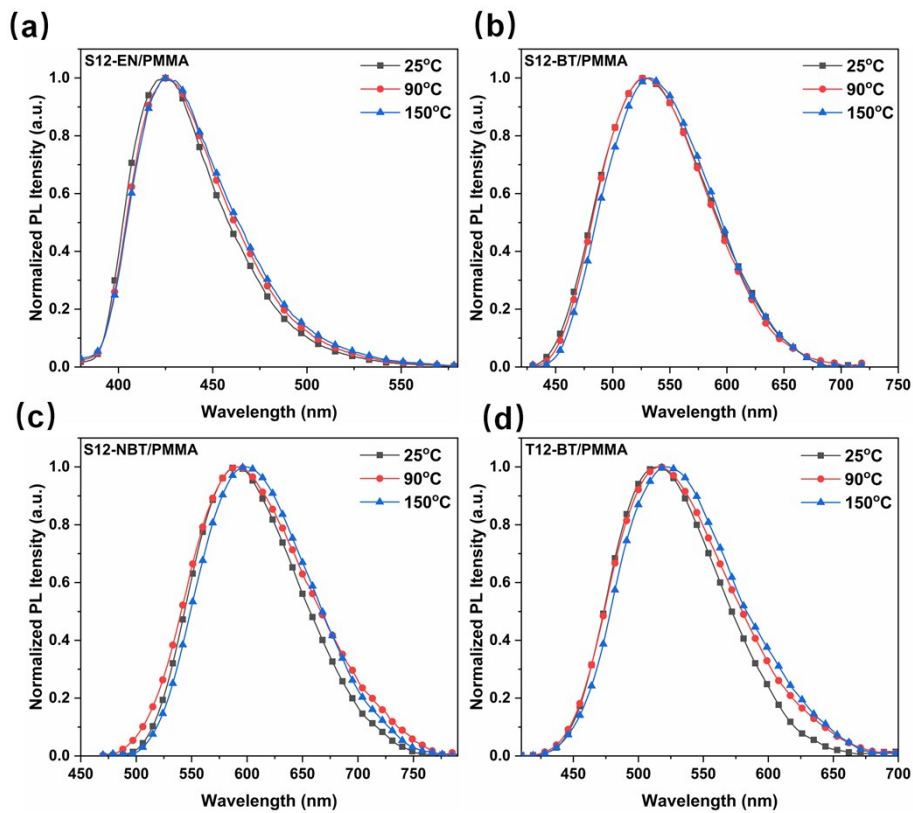 (a)
S12-EN/PMMA
25°C
90°C
150°C
1.0
0.8
0.6
0.4
0.2
0.0
Normalized PL Itensity (a.u.)
400 450 500 550
Wavelength (nm)
(b)
S12-BT/PMMA
25°C
90°C
150°C
1.0
0.8
0.6
0.4
0.2
0.0
Normalized PL Itensity (a.u.)
450 500 550 600 650 700 750
Wavelength (nm)
(c)
S12-NBT/PMMA
25°C
90°C
150°C
1.0
0.8
0.6
0.4
0.2
0.0
Normalized PL Itensity (a.u.)
450 500 550 600 650 700 750
Wavelength (nm)
(d)
T12-BT/PMMA
25°C
90°C
150°C
1.0
0.8
0.6
0.4
0.2
0.0
Normalized PL Itensity (a.u.)
450 500 550 600 650 700
Wavelength (nm)